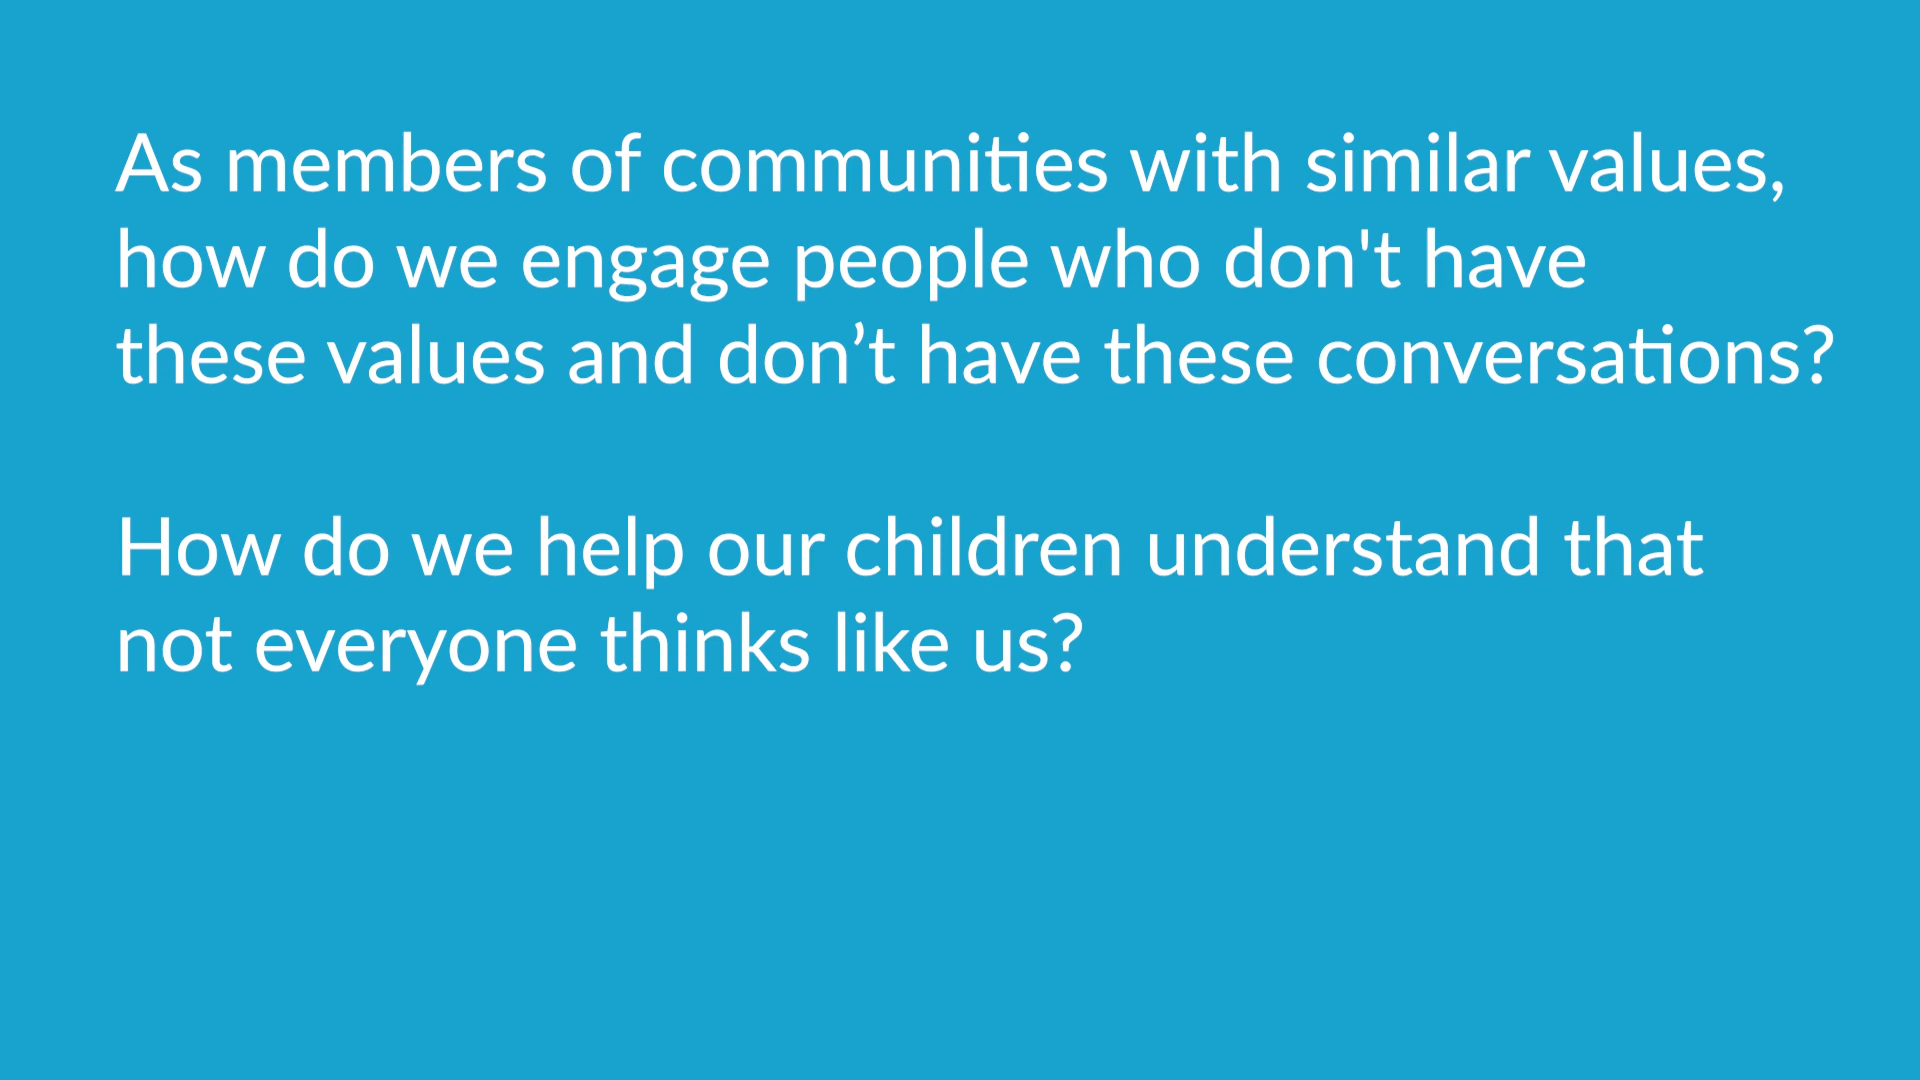 As members of communities with similar values,
how do we engage people who don't have
these values and don’t have these conversations?
How do we help our children understand that
not everyone thinks like us?